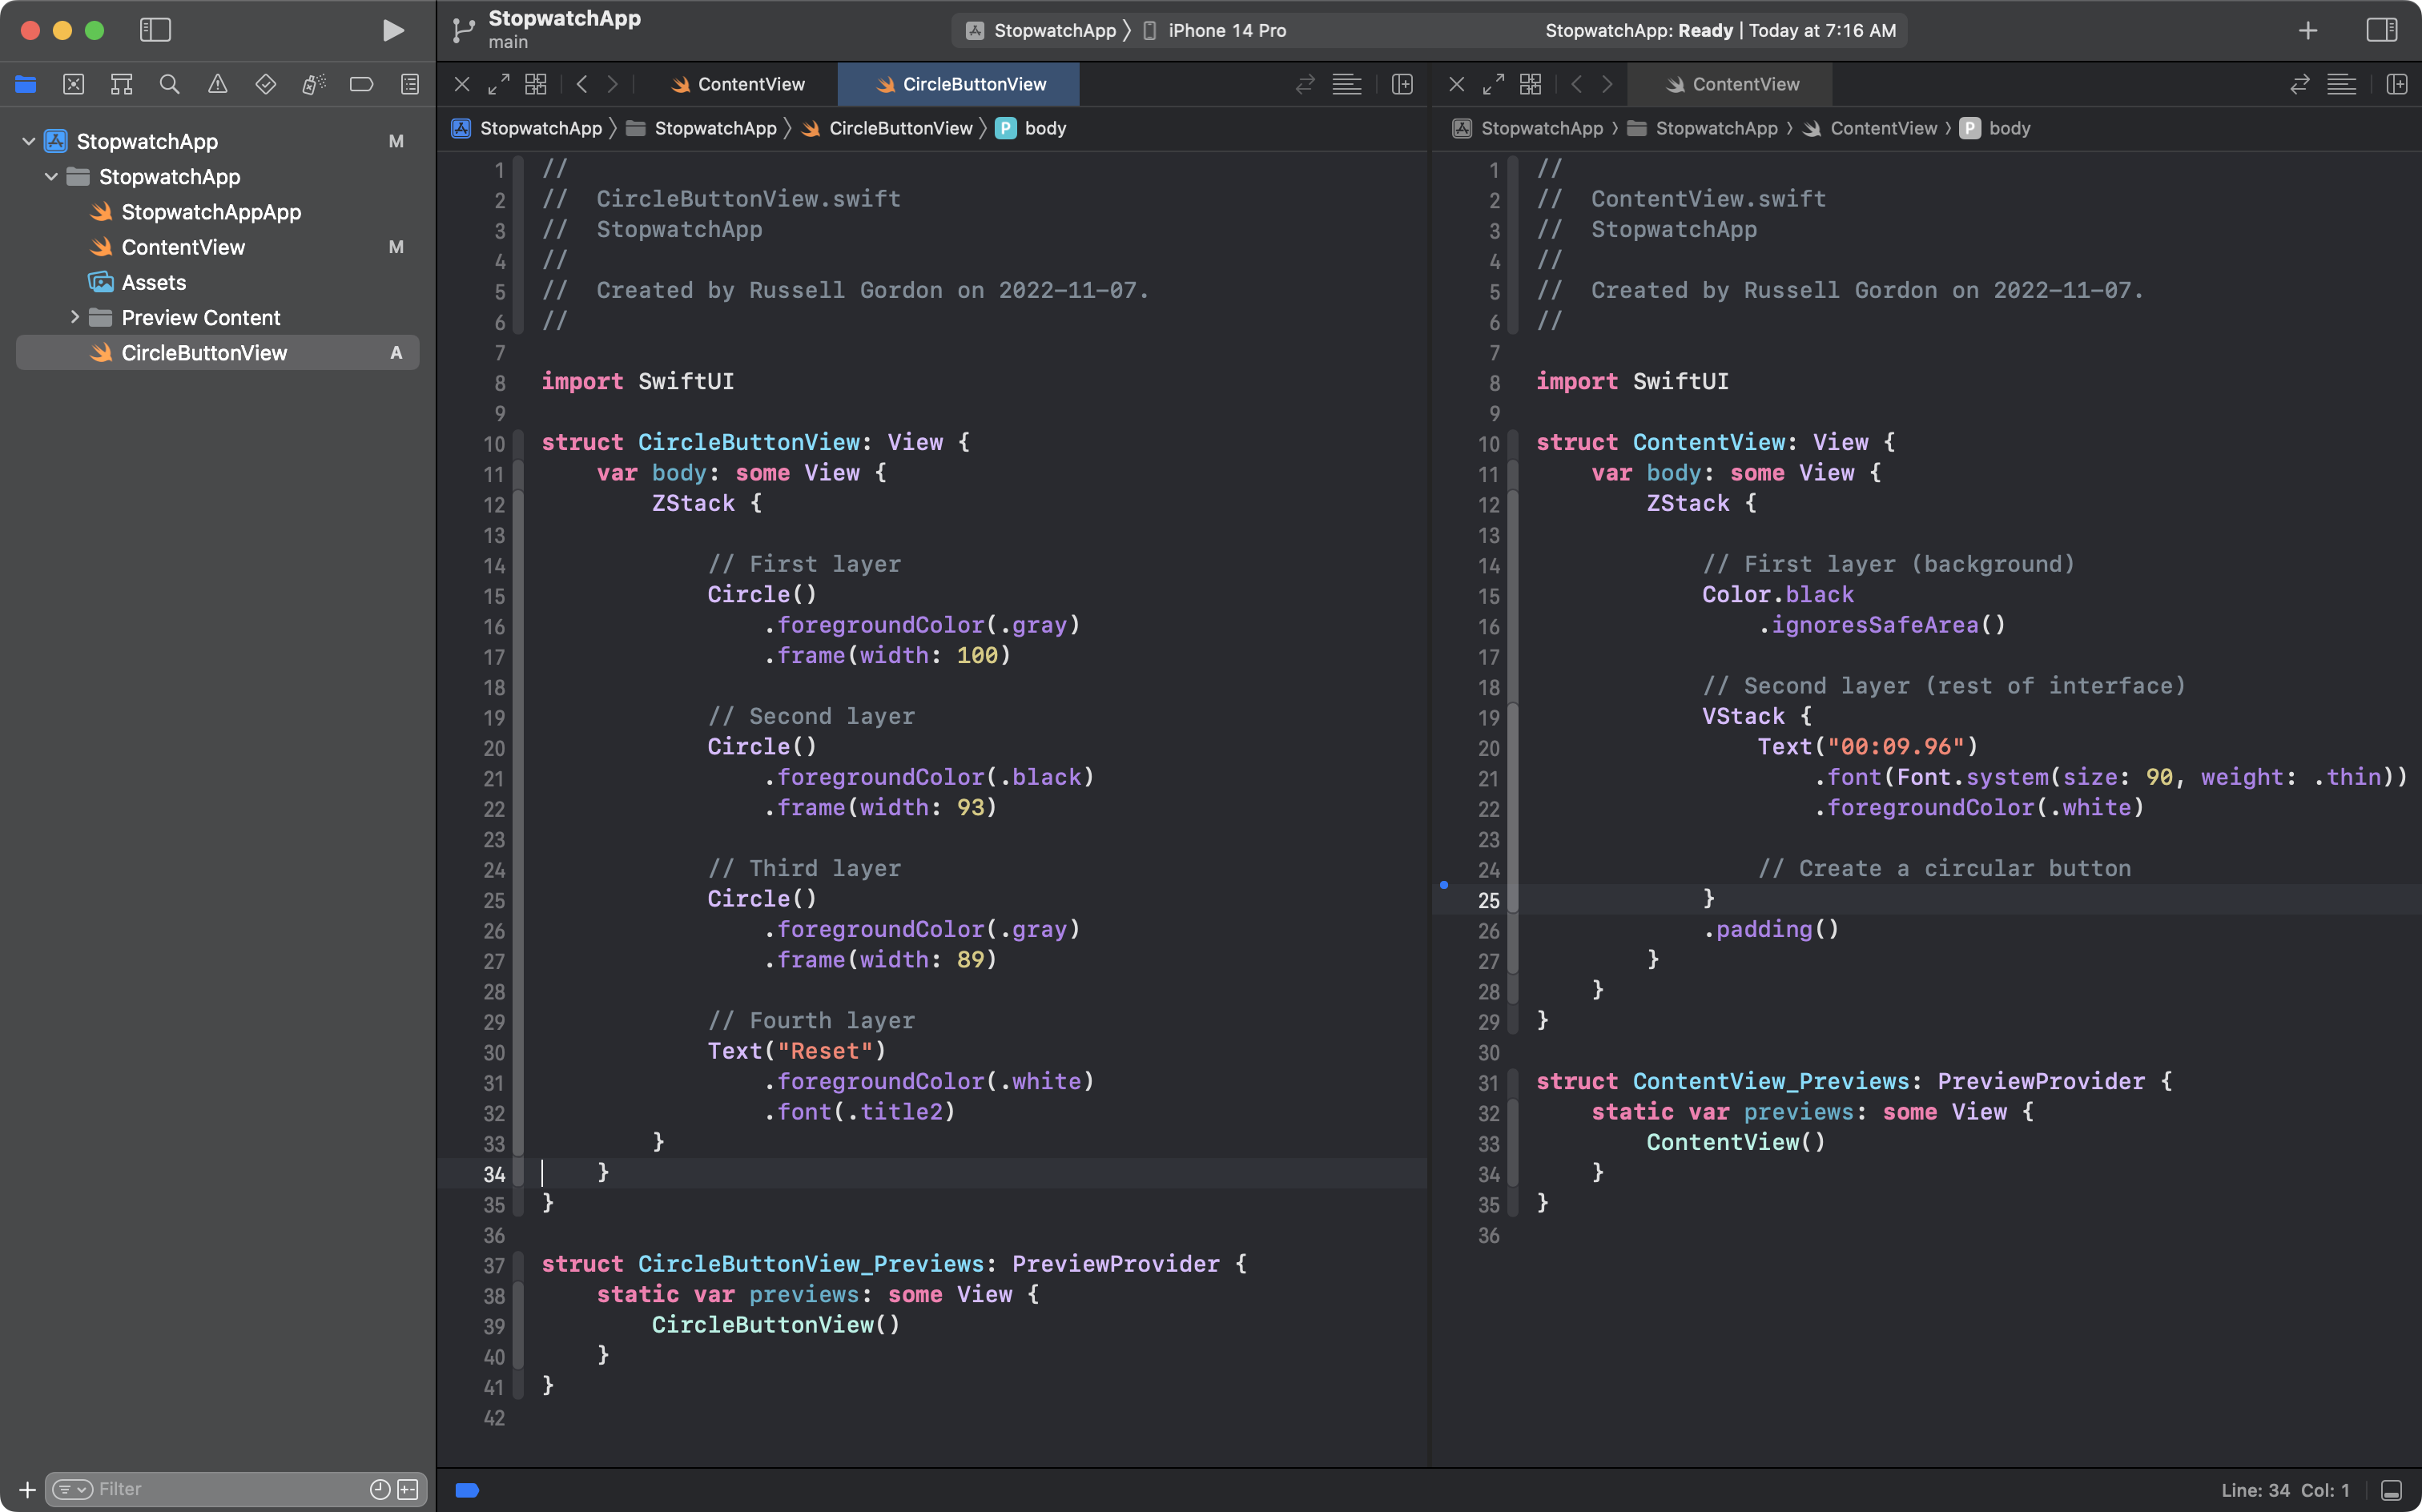 StopwatchApp
main
StopwatchApp 〉 iPhone 14 Pro
StopwatchApp: Ready | Today at 7:16 AM
StopwatchApp M
StopwatchApp
StopwatchAppApp
ContentView M
Assets
Preview Content
CircleButtonView A
Filter
ContentView CircleButtonView
StopwatchApp 〉 StopwatchApp 〉 CircleButtonView 〉 P body
1 //
2 //  CircleButtonView.swift
3 //  StopwatchApp
4 //
5 //  Created by Russell Gordon on 2022-11-07.
6 //
7
8 import SwiftUI
9
10 struct CircleButtonView: View {
11     var body: some View {
12         ZStack {
13
14             // First layer
15             Circle()
16                 .foregroundColor(.gray)
17                 .frame(width: 100)
18
19             // Second layer
20             Circle()
21                 .foregroundColor(.black)
22                 .frame(width: 93)
23
24             // Third layer
25             Circle()
26                 .foregroundColor(.gray)
27                 .frame(width: 89)
28
29             // Fourth layer
30             Text("Reset")
31                 .foregroundColor(.white)
32                 .font(.title2)
33         }
34     }
35 }
36
37 struct CircleButtonView_Previews: PreviewProvider {
38     static var previews: some View {
39         CircleButtonView()
40     }
41 }
42
ContentView
StopwatchApp 〉 StopwatchApp 〉 ContentView 〉 P body
1 //
2 //  ContentView.swift
3 //  StopwatchApp
4 //
5 //  Created by Russell Gordon on 2022-11-07.
6 //
7
8 import SwiftUI
9
10 struct ContentView: View {
11     var body: some View {
12         ZStack {
13
14             // First layer (background)
15             Color.black
16                 .ignoresSafeArea()
17
18             // Second layer (rest of interface)
19             VStack {
20                 Text("00:09.96")
21                     .font(Font.system(size: 90, weight: .thin))
22                     .foregroundColor(.white)
23
24                 // Create a circular button
25             }
26             .padding()
27         }
28     }
29 }
30
31 struct ContentView_Previews: PreviewProvider {
32     static var previews: some View {
33         ContentView()
34     }
35 }
36
Line: 34 Col: 1